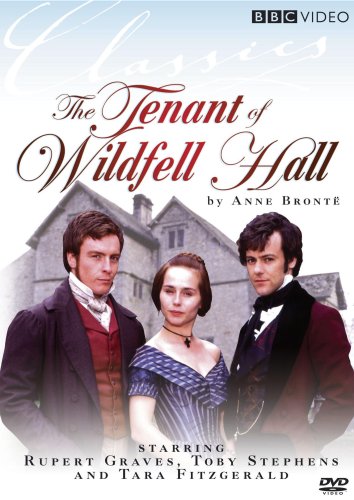 BBC VIDEO
Classics
The Tenant of
Wildfell Hall
by Anne Brontë
starring
Rupert Graves, Toby Stephens
and Tara Fitzgerald
DVD
VIDEO